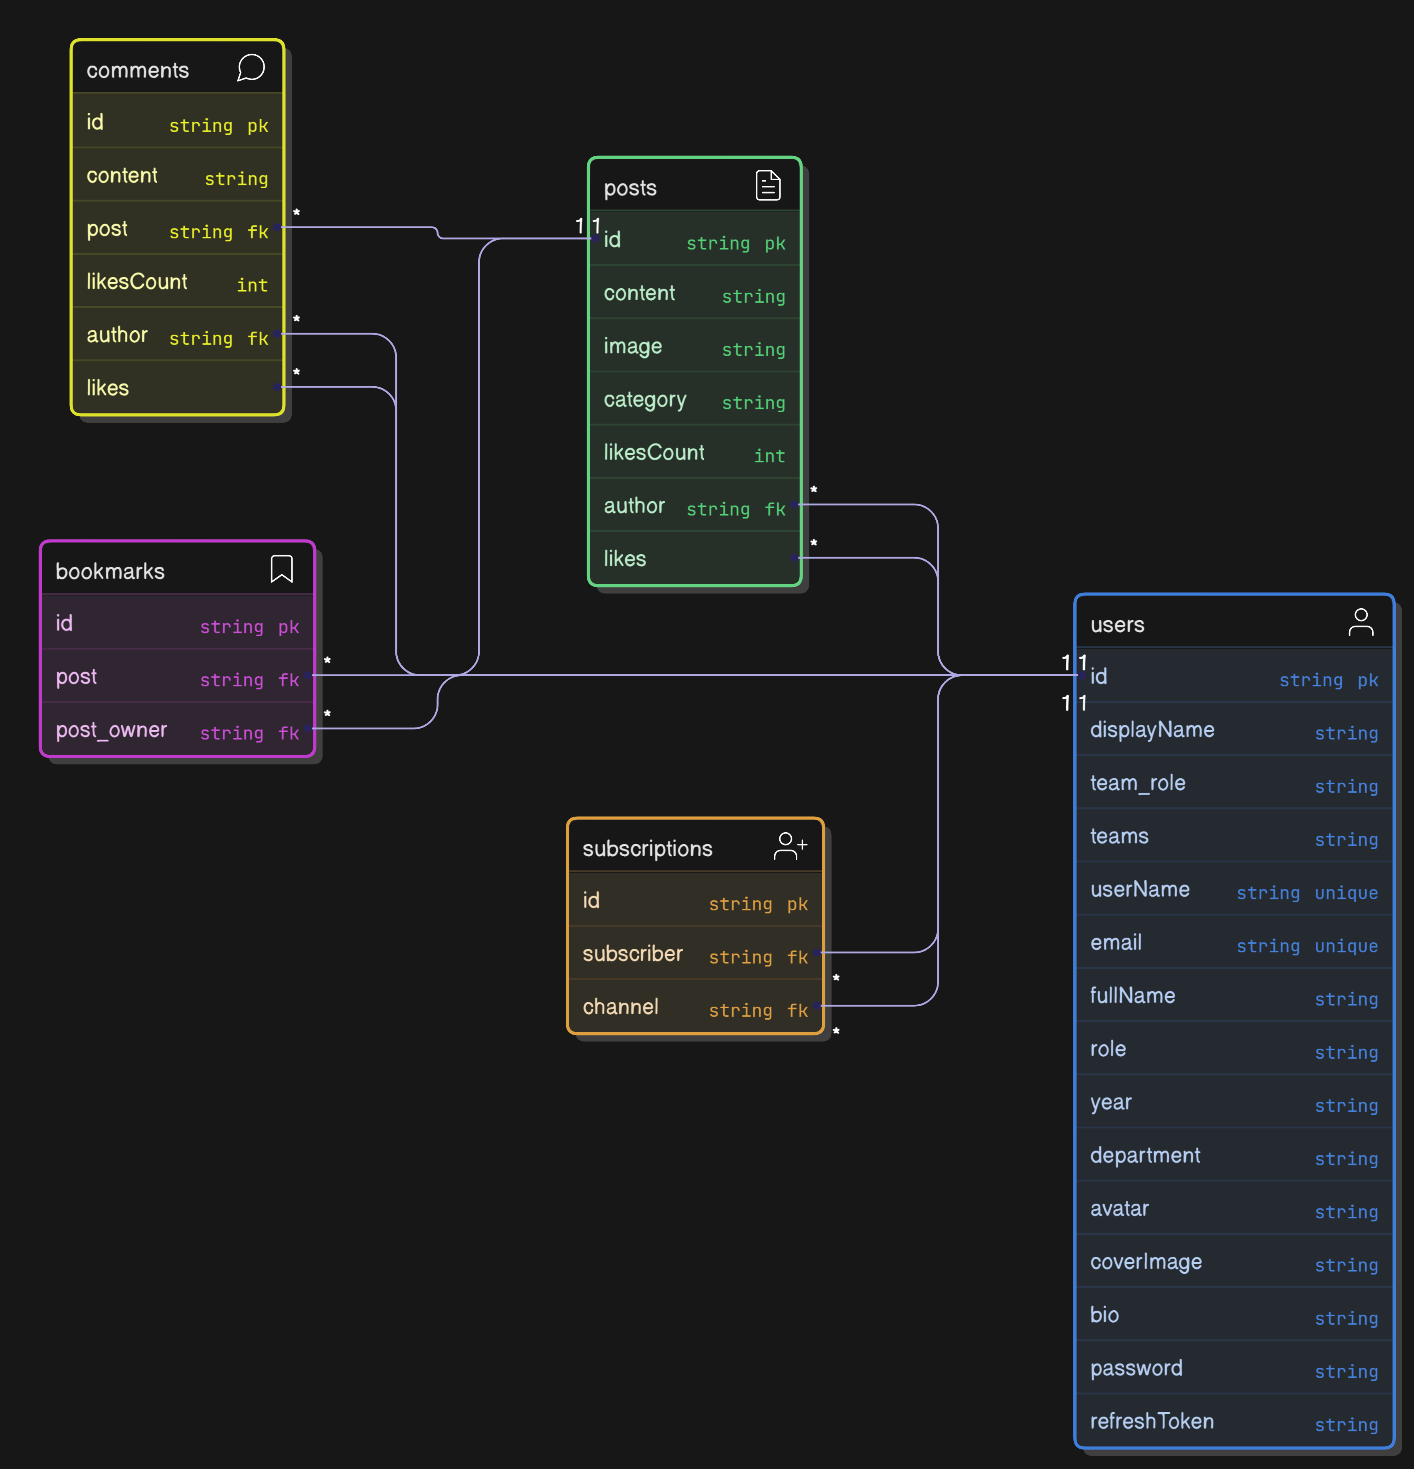 comments
id string pk
content string
post string fk
likesCount int
author string fk
likes
*
*
*
posts
id string pk
content string
image string
category string
likesCount int
author string fk
likes
1 1
*
*
bookmarks
id string pk
post string fk
post_owner string fk
*
*
subscriptions
id string pk
subscriber string fk
channel string fk
*
*
users
id string pk
displayName string
team_role string
teams string
userName string unique
email string unique
fullName string
role string
year string
department string
avatar string
coverImage string
bio string
password string
refreshToken string
1 1
1 1